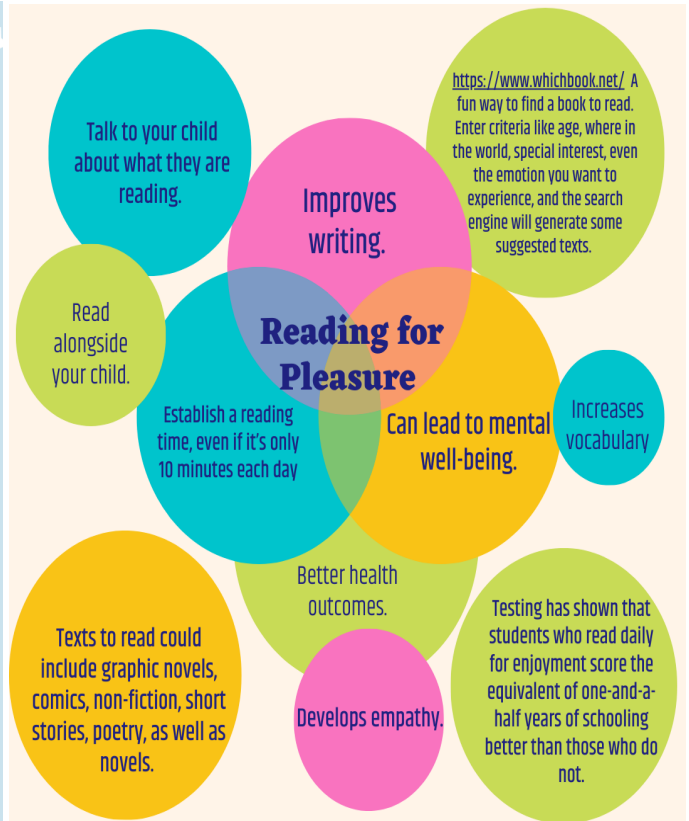 Talk to your child
about what they are
reading.
https://www.whichbook.net/ A
fun way to find a book to read.
Enter criteria like age, where in
the world, special interest, even
the emotion you want to
experience, and the search
engine will generate some
suggested texts.
Improves
writing.
Read
alongside
your child.
Reading for
Pleasure
Establish a reading
time, even if it's only
10 minutes each day
Can lead to mental
well-being.
Increases
vocabulary
Better health
outcomes.
Texts to read could
include graphic novels,
comics, non-fiction, short
stories, poetry, as well as
novels.
Develops empathy.
Testing has shown that
students who read daily
for enjoyment score the
equivalent of one-and-a-
half years of schooling
better than those who do
not.